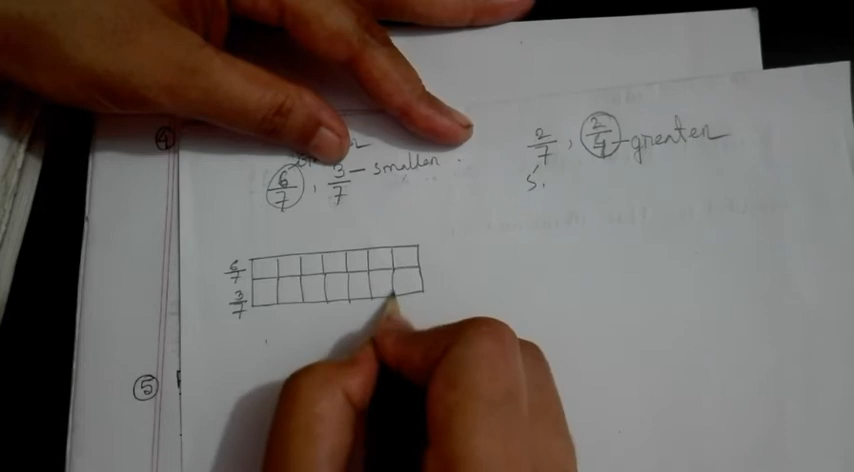 ④
6/7, 3/7 - smaller.
2/7, 2/4 - greater
S.
6/7
3/7
⑤